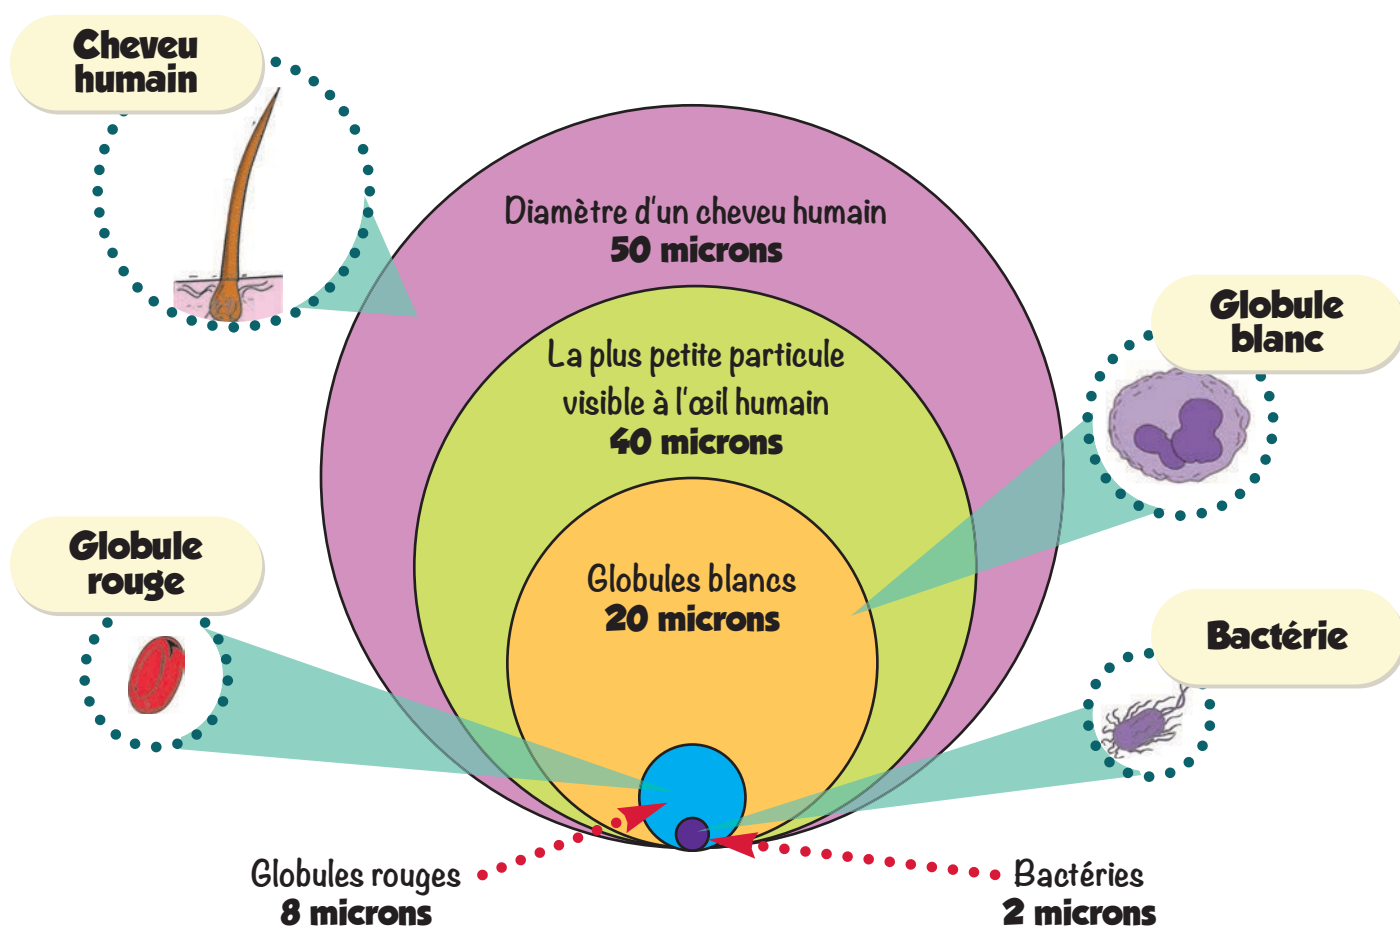 Cheveu
humain
Diamètre d'un cheveu humain
50 microns
Globule
blanc
La plus petite particule
visible à l'œil humain
40 microns
Globule
rouge
Globules blancs
20 microns
Bactérie
Globules rouges
8 microns
Bactéries
2 microns